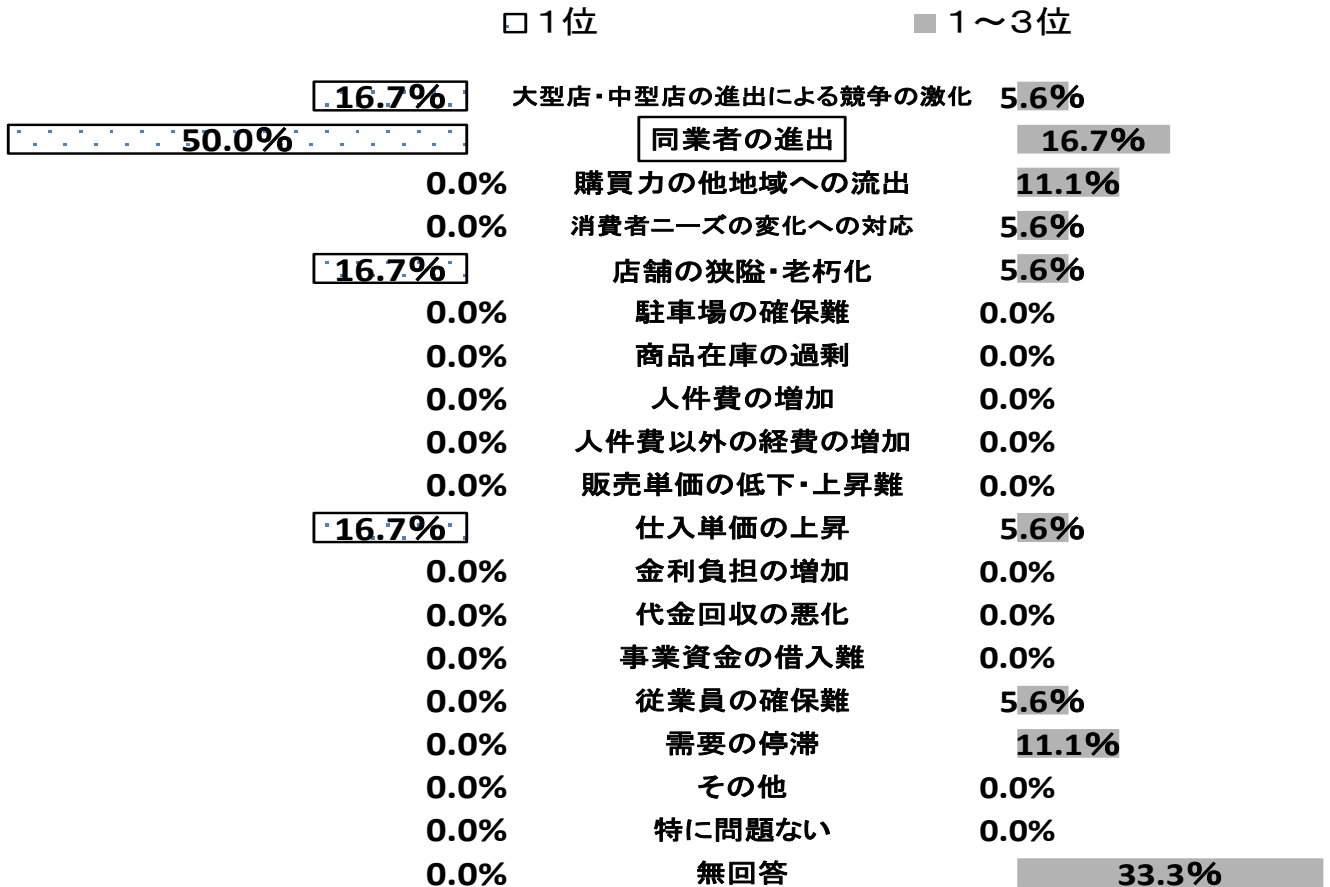 １位 １～３位
16.7% 大型店・中型店の進出による競争の激化 5.6%
50.0% 同業者の進出 16.7%
0.0% 購買力の他地域への流出 11.1%
0.0% 消費者ニーズの変化への対応 5.6%
16.7% 店舗の狭隘・老朽化 5.6%
0.0% 駐車場の確保難 0.0%
0.0% 商品在庫の過剰 0.0%
0.0% 人件費の増加 0.0%
0.0% 人件費以外の経費の増加 0.0%
0.0% 販売単価の低下・上昇難 0.0%
16.7% 仕入単価の上昇 5.6%
0.0% 金利負担の増加 0.0%
0.0% 代金回収の悪化 0.0%
0.0% 事業資金の借入難 0.0%
0.0% 従業員の確保難 5.6%
0.0% 需要の停滞 11.1%
0.0% その他 0.0%
0.0% 特に問題ない 0.0%
0.0% 無回答 33.3%